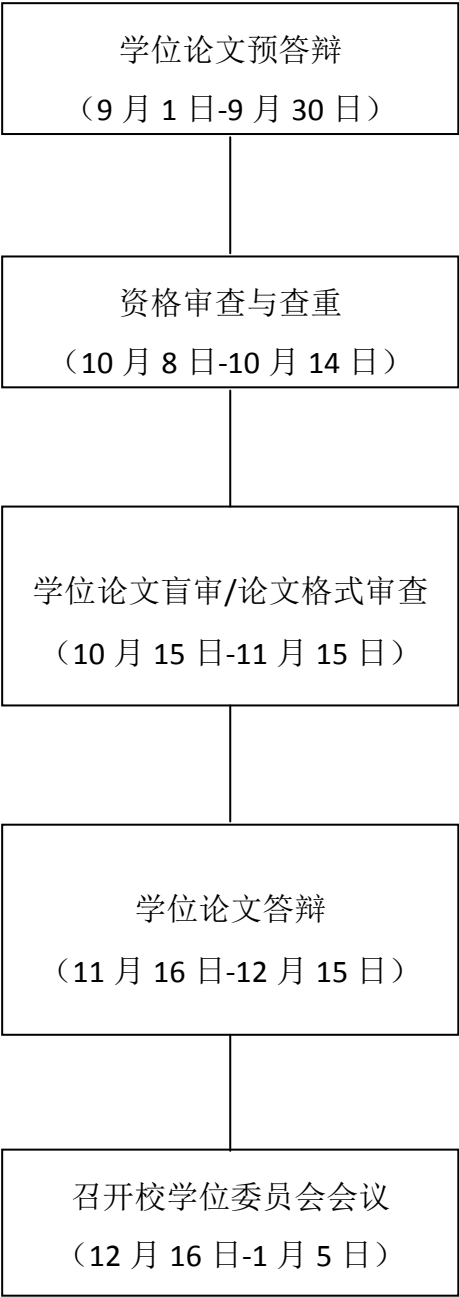 学位论文预答辩
（9 月 1 日-9 月 30 日）
资格审查与查重
（10 月 8 日-10 月 14 日）
学位论文盲审/论文格式审查
（10 月 15 日-11 月 15 日）
学位论文答辩
（11 月 16 日-12 月 15 日）
召开校学位委员会会议
（12 月 16 日-1 月 5 日）